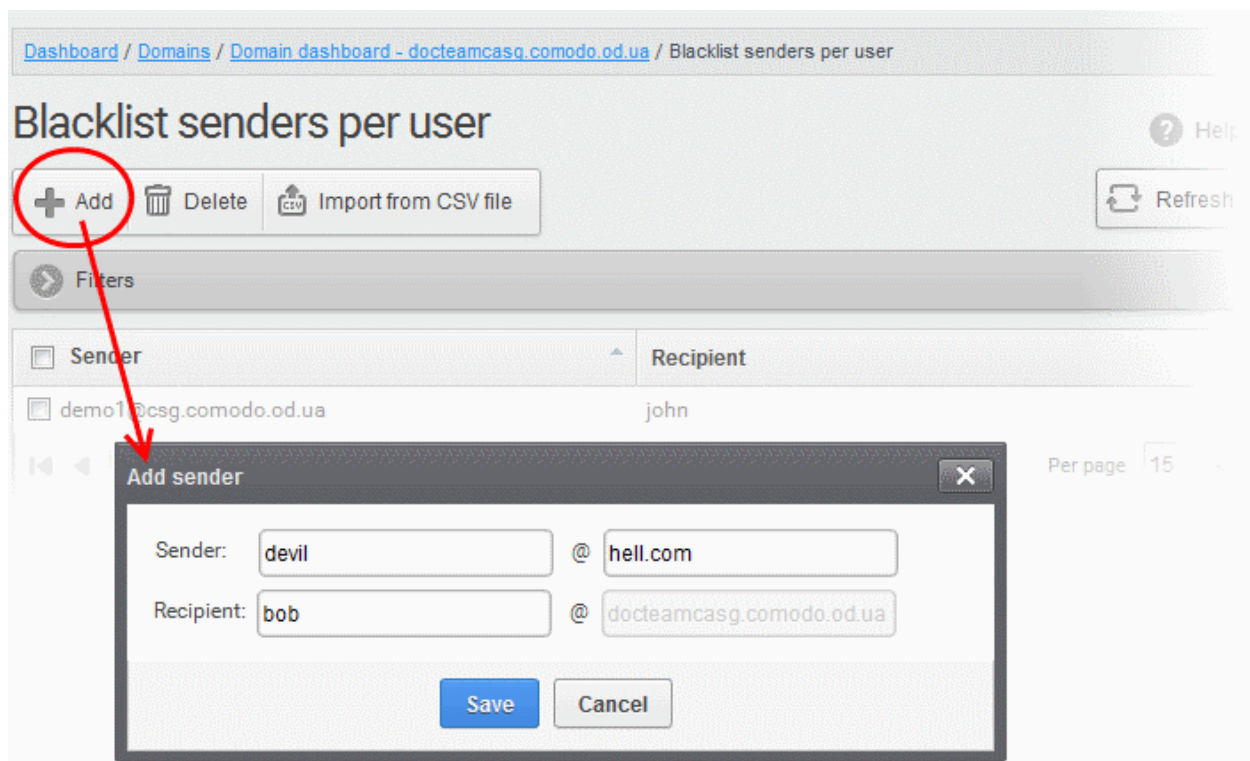 Dashboard / Domains / Domain dashboard - docteamcasg.comodo.od.ua / Blacklist senders per user
Blacklist senders per user
Help
Add Delete CSV Import from CSV file Refresh
Filters
Sender Recipient
demo1@csg.comodo.od.ua john
Per page 15
Add sender
Sender: devil @ hell.com
Recipient: bob @ docteamcasg.comodo.od.ua
Save Cancel